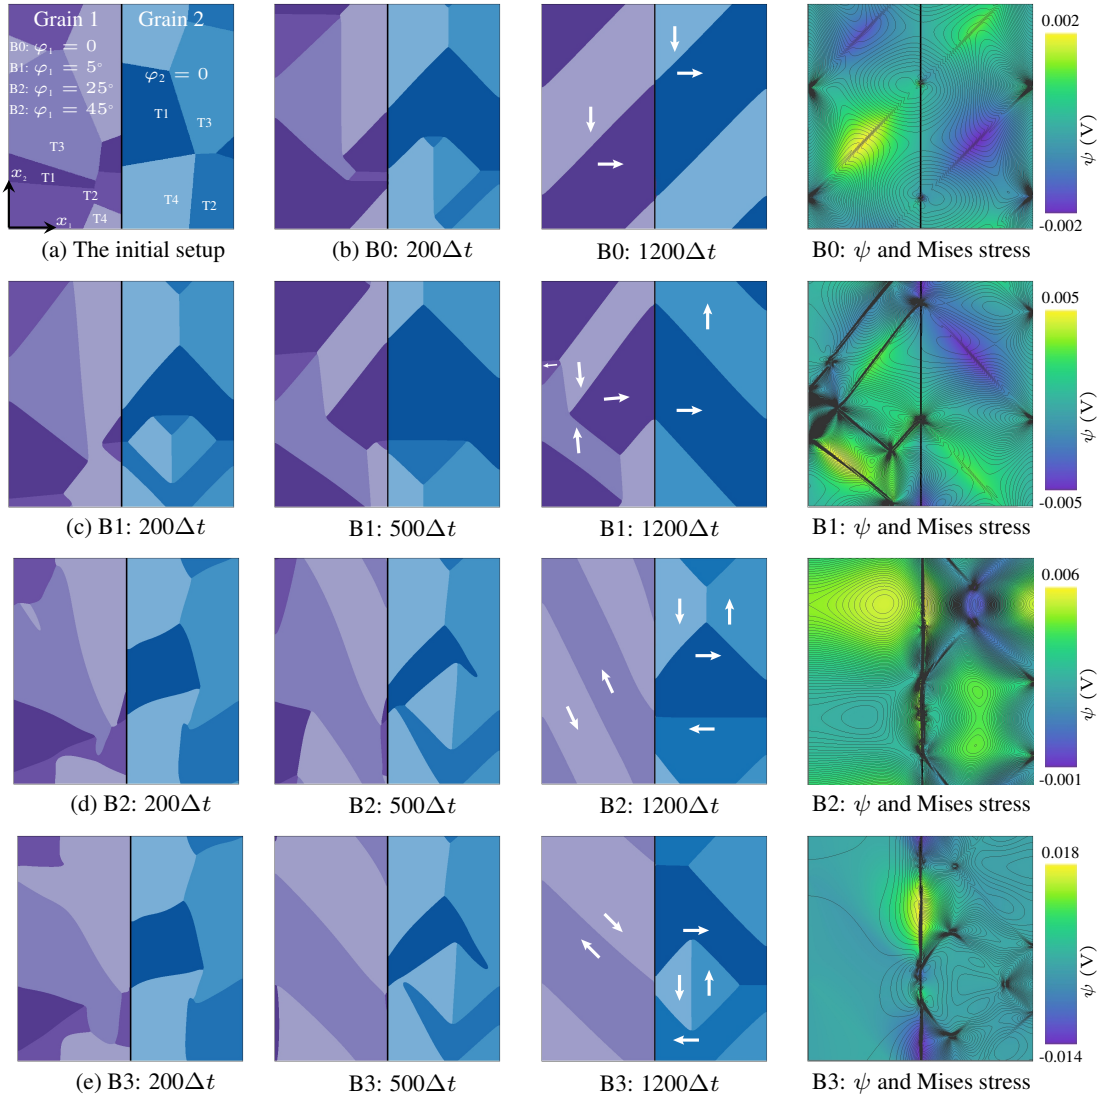 Grain 1
Grain 2
B0: φ₁ = 0
B1: φ₁ = 5°
B2: φ₁ = 25°
B2: φ₁ = 45°
φ₂ = 0
T1
T3
T3
T1
T2
T4
T4
T2
x₂
x₁
(a) The initial setup
(b) B0: 200Δt
B0: 1200Δt
B0: ψ and Mises stress
0.002
ψ (V)
-0.002
(c) B1: 200Δt
B1: 500Δt
B1: 1200Δt
B1: ψ and Mises stress
0.005
ψ (V)
-0.005
(d) B2: 200Δt
B2: 500Δt
B2: 1200Δt
B2: ψ and Mises stress
0.006
ψ (V)
-0.001
(e) B3: 200Δt
B3: 500Δt
B3: 1200Δt
B3: ψ and Mises stress
0.018
ψ (V)
-0.014